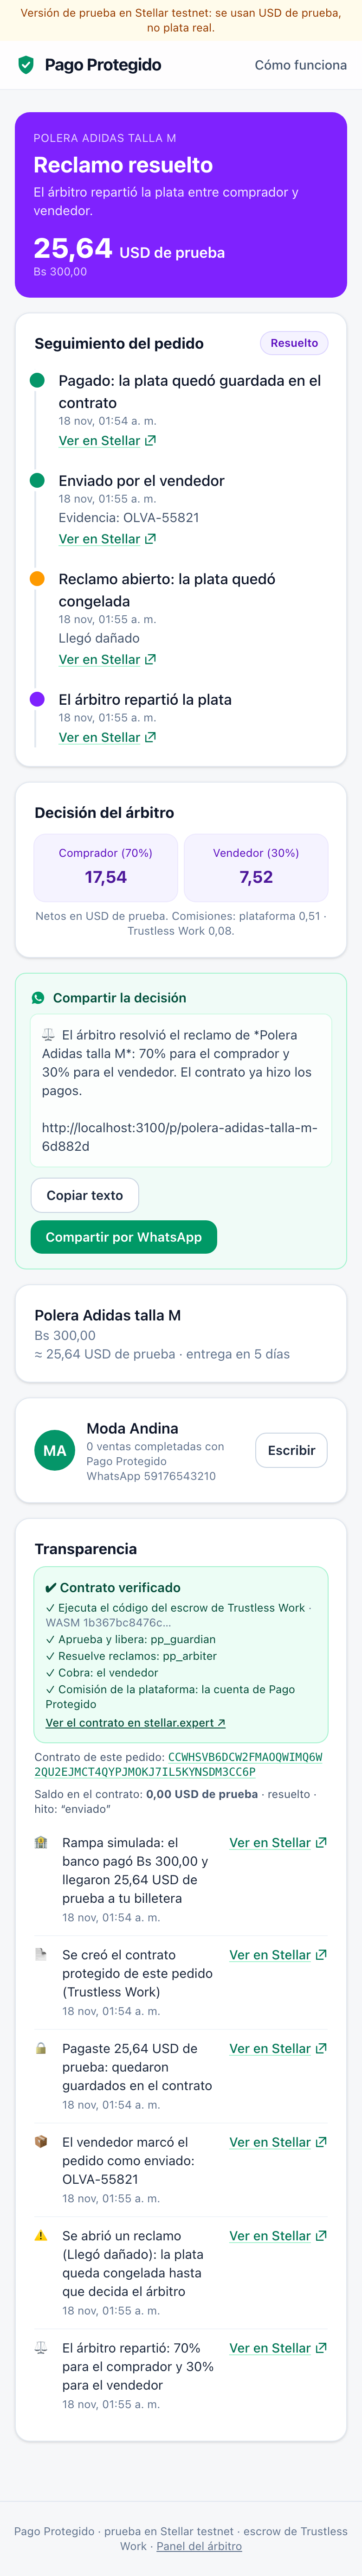 Versión de prueba en Stellar testnet: se usan USD de prueba,
no plata real.
Pago Protegido
Cómo funciona
POLERA ADIDAS TALLA M
Reclamo resuelto
El árbitro repartió la plata entre comprador y
vendedor.
25,64 USD de prueba
Bs 300,00
Seguimiento del pedido
Resuelto
Pagado: la plata quedó guardada en el
contrato
18 nov, 01:54 a. m.
Ver en Stellar
Enviado por el vendedor
18 nov, 01:55 a. m.
Evidencia: OLVA-55821
Ver en Stellar
Reclamo abierto: la plata quedó
congelada
18 nov, 01:55 a. m.
Llegó dañado
Ver en Stellar
El árbitro repartió la plata
18 nov, 01:55 a. m.
Ver en Stellar
Decisión del árbitro
Comprador (70%)
17,54
Vendedor (30%)
7,52
Netos en USD de prueba. Comisiones: plataforma 0,51 ·
Trustless Work 0,08.
Compartir la decisión
⚖️ El árbitro resolvió el reclamo de *Polera
Adidas talla M*: 70% para el comprador y
30% para el vendedor. El contrato ya hizo los
pagos.
http://localhost:3100/p/polera-adidas-talla-m-
6d882d
Copiar texto
Compartir por WhatsApp
Polera Adidas talla M
Bs 300,00
≈ 25,64 USD de prueba · entrega en 5 días
MA
Moda Andina
0 ventas completadas con
Pago Protegido
WhatsApp 59176543210
Escribir
Transparencia
✔ Contrato verificado
✓ Ejecuta el código del escrow de Trustless Work ·
WASM 1b367bc8476c…
✓ Aprueba y libera: pp_guardian
✓ Resuelve reclamos: pp_arbiter
✓ Cobra: el vendedor
✓ Comisión de la plataforma: la cuenta de Pago
Protegido
Ver el contrato en stellar.expert ↗
Contrato de este pedido: CCWHSVB6DCW2FMAOQWIMQ6W
2QU2EJMCT4QYPJMOKJ7IL5KYNSDM3CC6P
Saldo en el contrato: 0,00 USD de prueba · resuelto ·
hito: “enviado”
Rampa simulada: el
banco pagó Bs 300,00 y
llegaron 25,64 USD de
prueba a tu billetera
18 nov, 01:54 a. m.
Ver en Stellar
Se creó el contrato
protegido de este pedido
(Trustless Work)
18 nov, 01:54 a. m.
Ver en Stellar
Pagaste 25,64 USD de
prueba: quedaron
guardados en el contrato
18 nov, 01:54 a. m.
Ver en Stellar
El vendedor marcó el
pedido como enviado:
OLVA-55821
18 nov, 01:55 a. m.
Ver en Stellar
Se abrió un reclamo
(Llegó dañado): la plata
queda congelada hasta
que decida el árbitro
18 nov, 01:55 a. m.
Ver en Stellar
El árbitro repartió: 70%
para el comprador y 30%
para el vendedor
18 nov, 01:55 a. m.
Ver en Stellar
Pago Protegido · prueba en Stellar testnet · escrow de Trustless
Work · Panel del árbitro